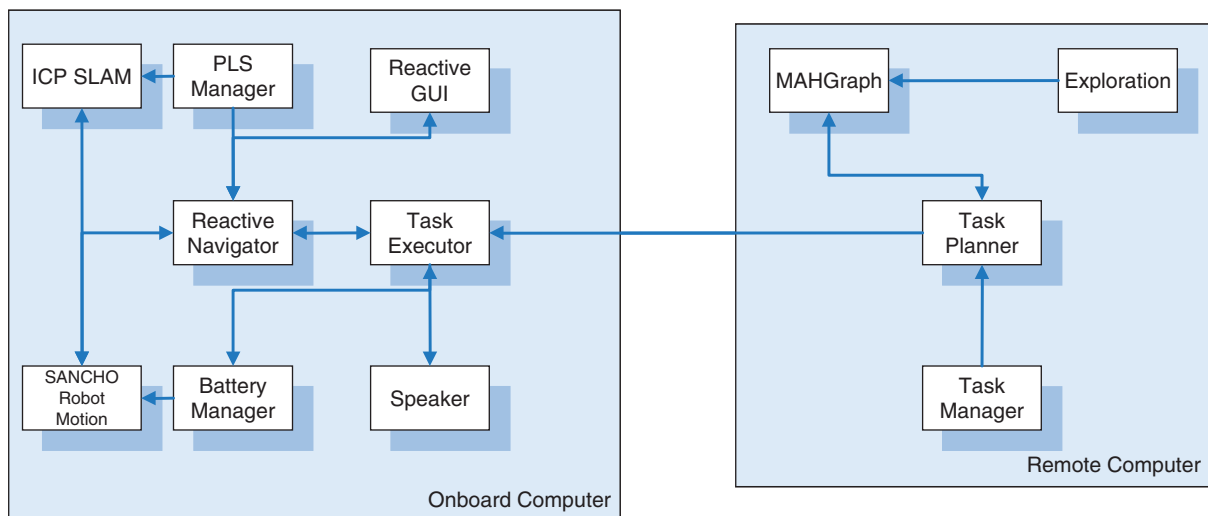 ICP SLAM
PLS
Manager
Reactive
GUI
MAHGraph
Exploration
Reactive
Navigator
Task
Executor
Task
Planner
SANCHO
Robot
Motion
Battery
Manager
Speaker
Task
Manager
Onboard Computer
Remote Computer